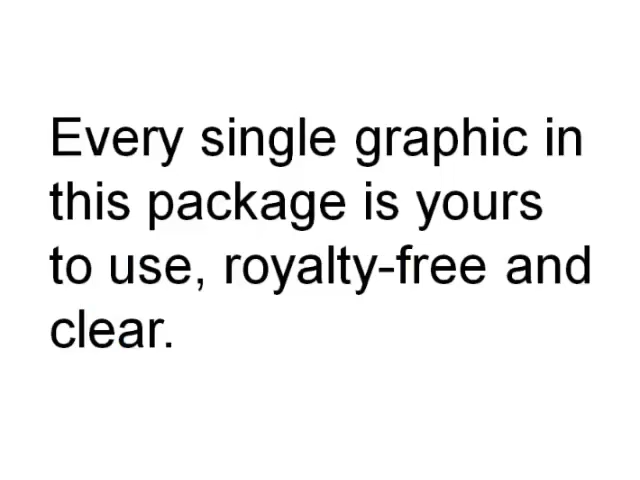 Every single graphic in
this package is yours
to use, royalty-free and
clear.